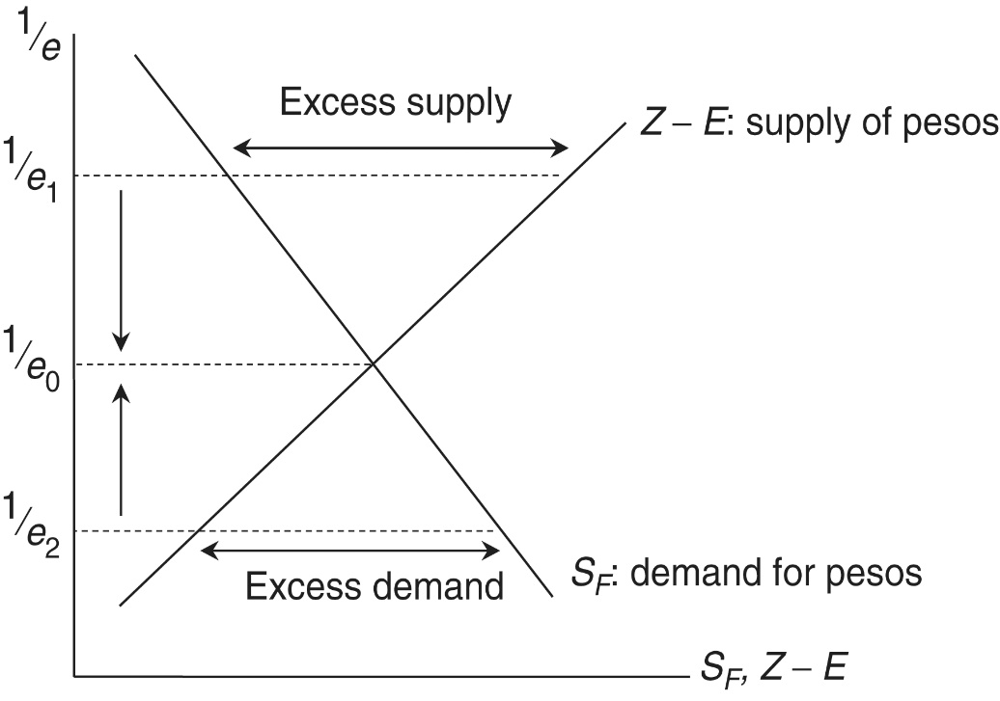 1/e
Excess supply
Z – E: supply of pesos
1/e1
1/e0
1/e2
Excess demand
SF: demand for pesos
SF, Z – E